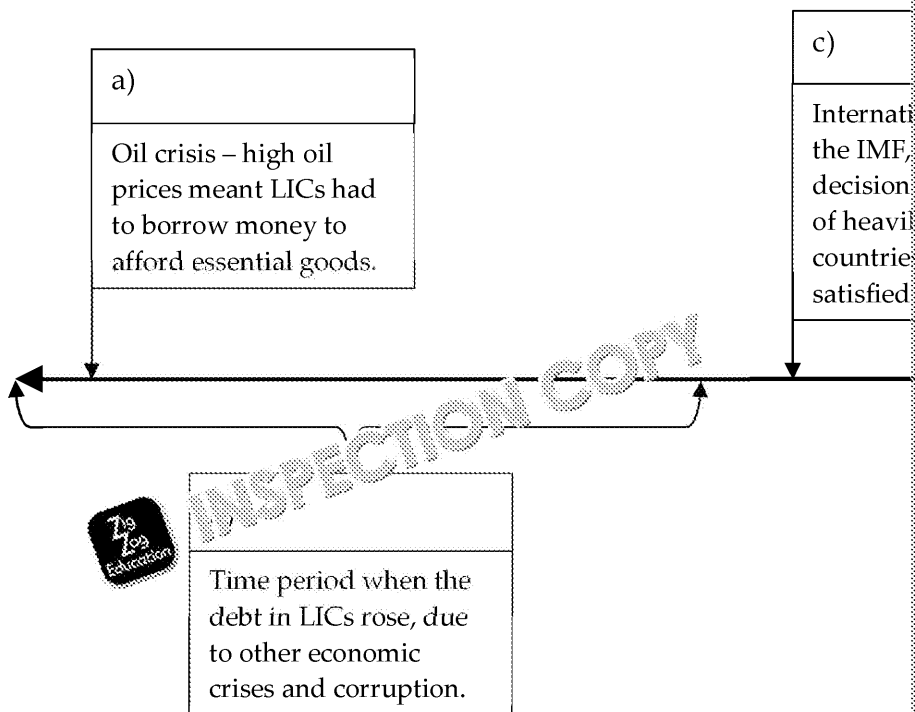 a)
Oil crisis – high oil
prices meant LICs had
to borrow money to
afford essential goods.
c)
Internati
the IMF,
decision
of heavil
countrie
satisfied
INSPECTION COPY
Zig
Zag
Education
)
Time period when the
debt in LICs rose, due
to other economic
crises and corruption.